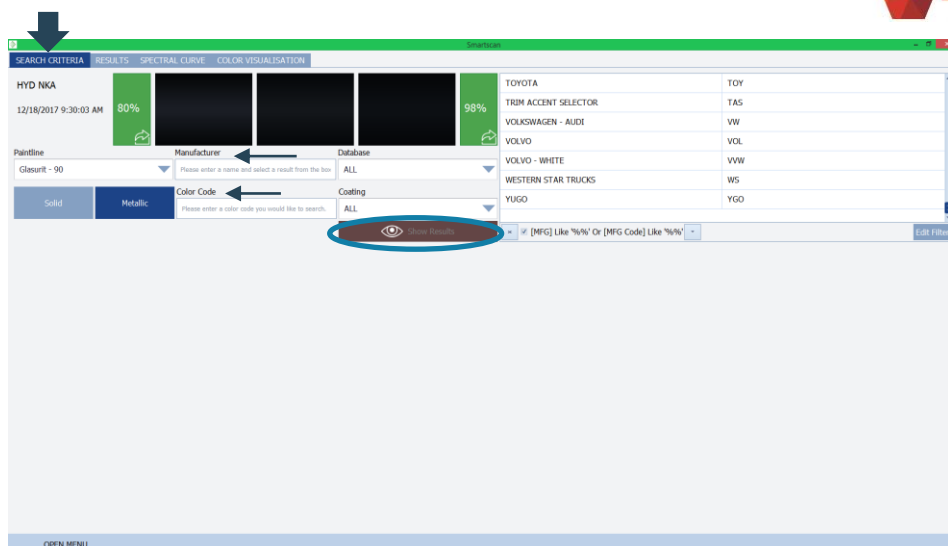 Smartscan
SEARCH CRITERIA RESULTS SPECTRAL CURVE COLOR VISUALISATION
HYD NKA
12/18/2017 9:30:03 AM
80%
98%
Paintline
Glasurit - 90
Manufacturer
Please enter a name and select a result from the box
Database
ALL
Solid
Metallic
Color Code
Please enter a color code you would like to search.
Coating
ALL
Show Results
TOYOTA TOY
TRIM ACCENT SELECTOR TAS
VOLKSWAGEN - AUDI VW
VOLVO VOL
VOLVO - WHITE VVW
WESTERN STAR TRUCKS WS
YUGO YGO
[MFG] Like '%%' Or [MFG Code] Like '%%'
Edit Filter
OPEN MENU